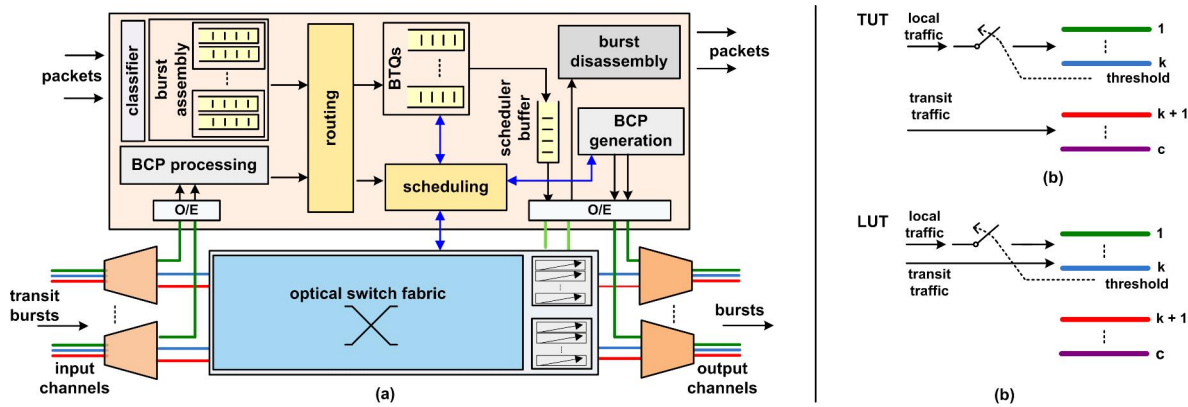 packets
classifier
burst
assembly
BCP processing
O/E
routing
BTQs
scheduling
scheduler
buffer
burst
disassembly
BCP
generation
O/E
packets
transit
bursts
input
channels
optical switch fabric
bursts
output
channels
(a)
TUT
local
traffic
1
k
threshold
transit
traffic
k + 1
c
(b)
LUT
local
traffic
1
transit
traffic
k
threshold
k + 1
c
(b)